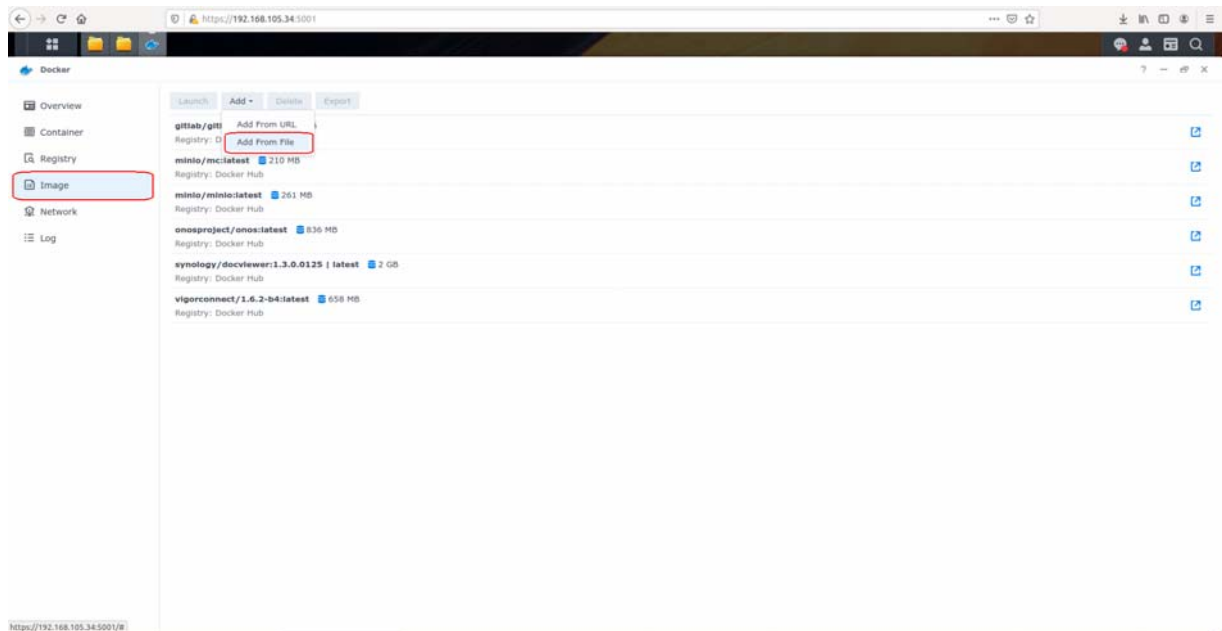 https://192.168.105.34:5001
Docker
Overview
Container
Registry
Image
Network
Log
Launch Add Delete Export
Add From URL
Add From File
gitlab/gitl
Registry: D
minio/mc:latest 210 MB
Registry: Docker Hub
minio/minio:latest 261 MB
Registry: Docker Hub
onosproject/onos:latest 836 MB
Registry: Docker Hub
synology/docviewer:1.3.0.0125 | latest 2 GB
Registry: Docker Hub
vigorconnect/1.6.2-b4:latest 658 MB
Registry: Docker Hub
https://192.168.105.34:5001/#